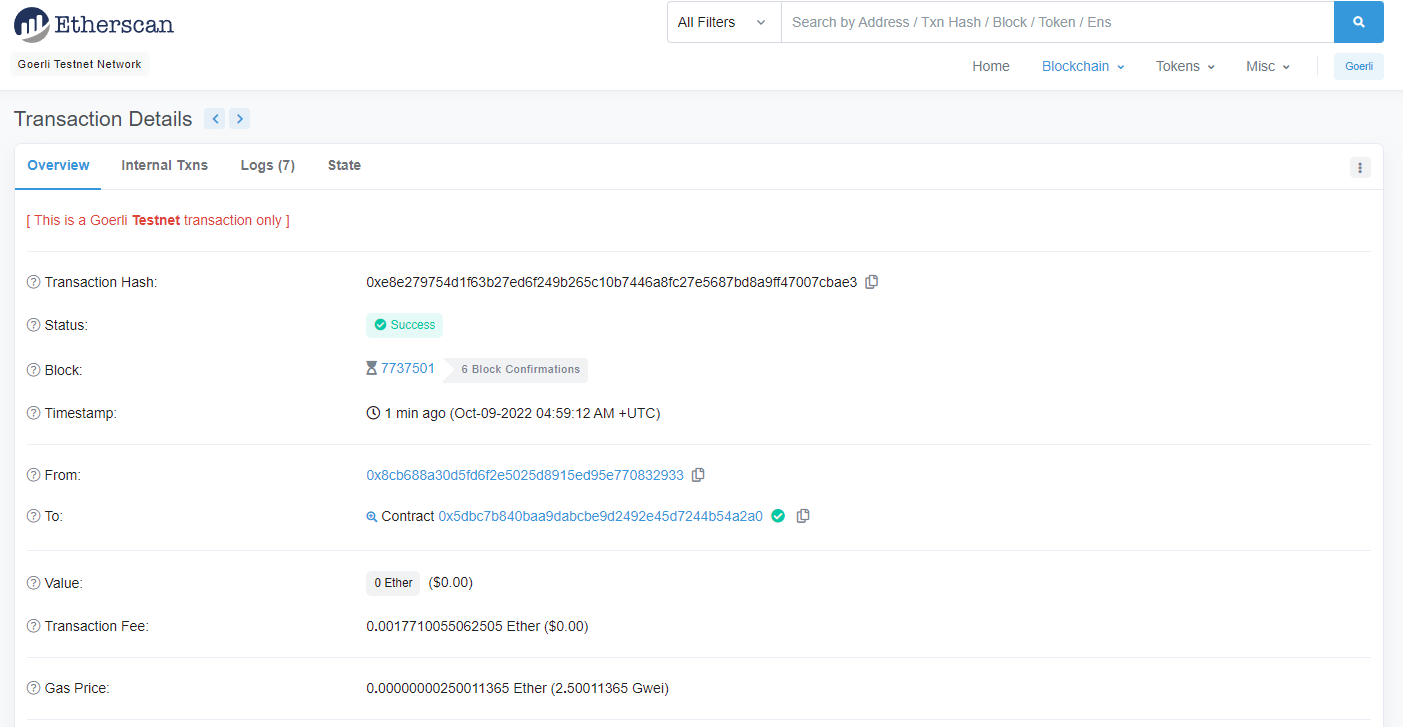 Etherscan
All Filters
Search by Address / Txn Hash / Block / Token / Ens
Goerli Testnet Network
Home Blockchain Tokens Misc Goerli
Transaction Details
Overview Internal Txns Logs (7) State
[ This is a Goerli Testnet transaction only ]
Transaction Hash: 0xe8e279754d1f63b27ed6f249b265c10b7446a8fc27e5687bd8a9ff47007cbae3
Status: Success
Block: 7737501 6 Block Confirmations
Timestamp: 1 min ago (Oct-09-2022 04:59:12 AM +UTC)
From: 0x8cb688a30d5fd6f2e5025d8915ed95e770832933
To: Contract 0x5dbc7b840baa9dabcbe9d2492e45d7244b54a2a0
Value: 0 Ether ($0.00)
Transaction Fee: 0.0017710055062505 Ether ($0.00)
Gas Price: 0.00000000250011365 Ether (2.50011365 Gwei)